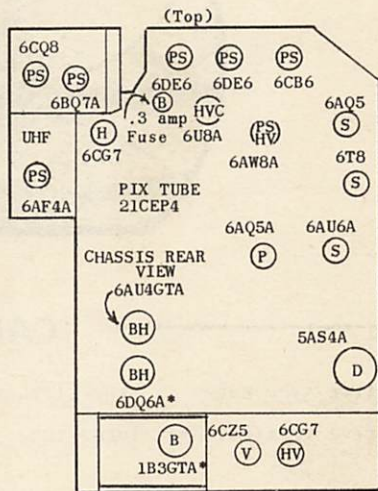 (Top)
6CQ8
PS PS
6BQ7A
PS PS PS
6DE6 6DE6 6CB6
B HVC
.3 amp
Fuse
6U8A
PS
HV
6AW8A
6AQ5
S
UHF
H
6CG7
6T8
S
PS
6AF4A
PIX TUBE
21CEP4
6AQ5A 6AU6A
P S
CHASSIS REAR
VIEW
6AU4GTA
BH
5AS4A
D
BH
6DQ6A*
6CZ5 6CG7
B V HV
1B3GTA*